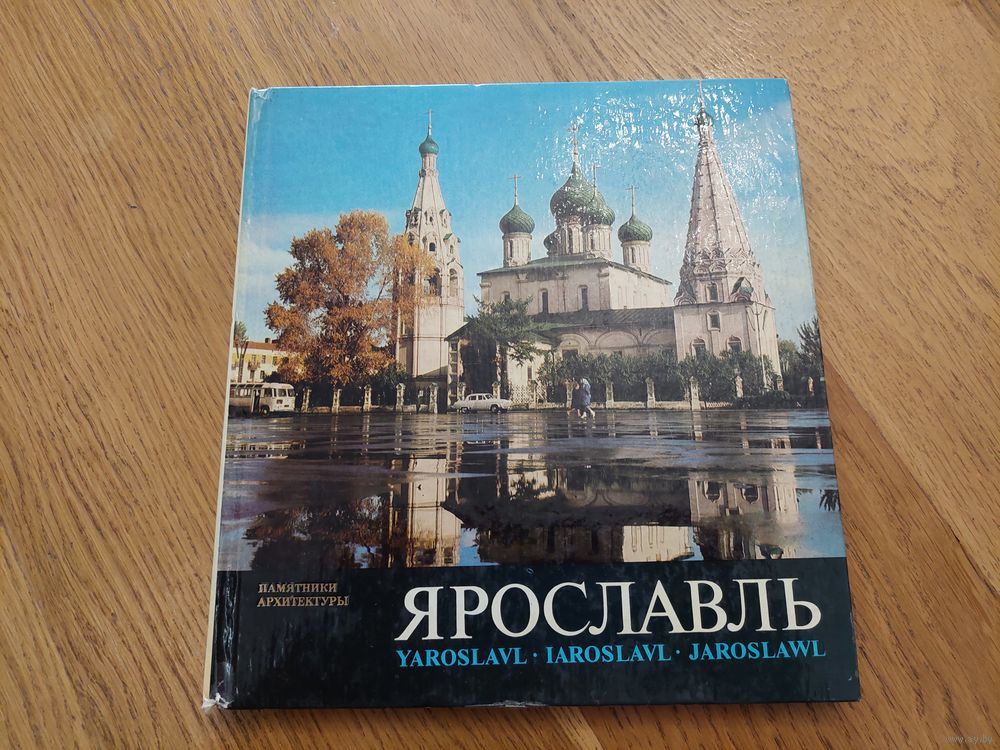 ПАМЯТНИКИ
АРХИТЕКТУРЫ
ЯРОСЛАВЛЬ
YAROSLAVL · IAROSLAVL · JAROSLAWL